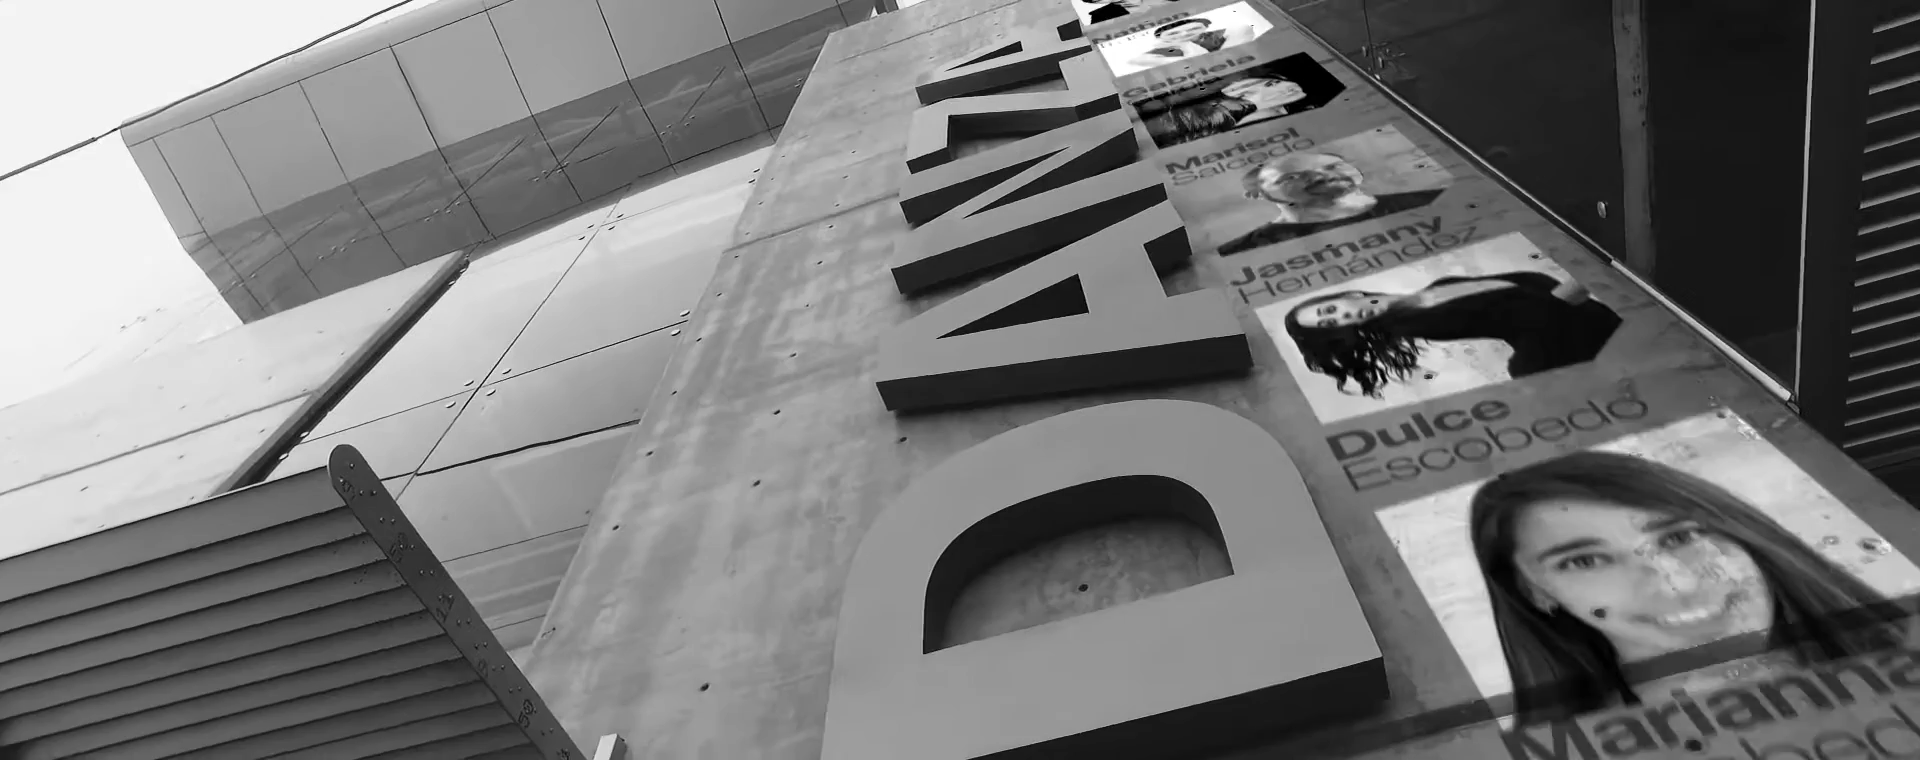 DANZA
Nathan
Gabriela
Marisol
Salcedo
Jasmany
Hernández
Dulce
Escobedo
Marianna